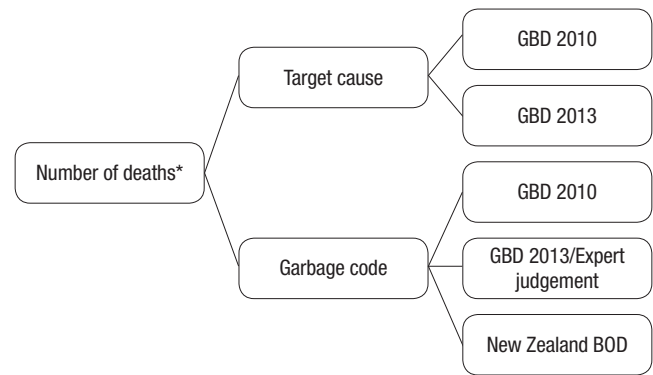 GBD 2010
Target cause
GBD 2013
Number of deaths*
GBD 2010
Garbage code
GBD 2013/Expert
judgement
New Zealand BOD